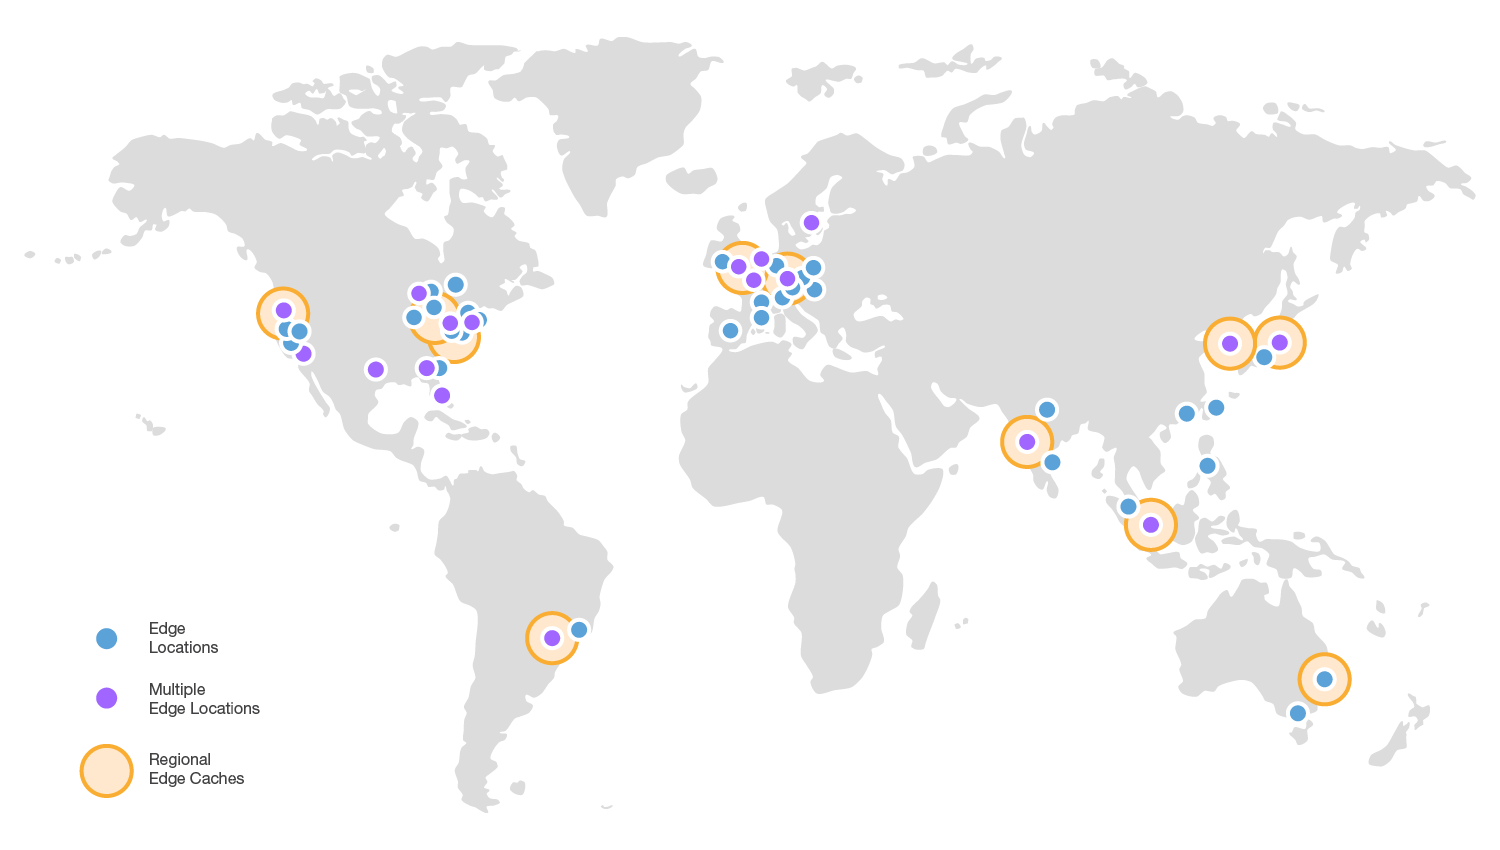 Edge
Locations
Multiple
Edge Locations
Regional
Edge Caches